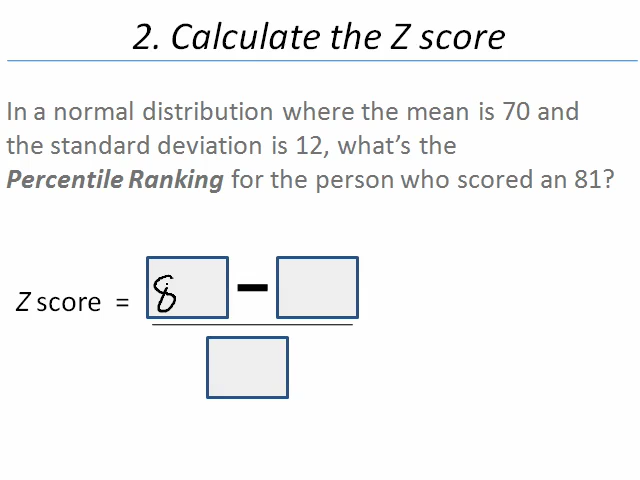 2. Calculate the Z score
In a normal distribution where the mean is 70 and
the standard deviation is 12, what's the
Percentile Ranking for the person who scored an 81?
Z score = 8 −